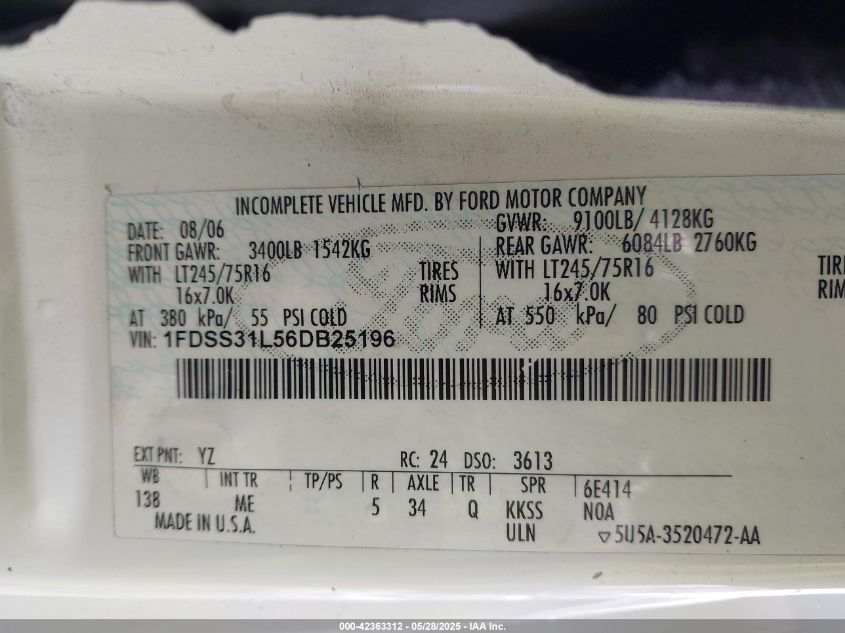 INCOMPLETE VEHICLE MFD. BY FORD MOTOR COMPANY
DATE: 08/06 GVWR: 9100LB/ 4128KG
FRONT GAWR: 3400LB 1542KG REAR GAWR: 6084LB 2760KG
WITH LT245/75R16 TIRES WITH LT245/75R16 TIR
16x7.0K RIMS 16x7.0K RIM
AT 380 kPa/ 55 PSI COLD AT 550 kPa/ 80 PSI COLD
VIN: 1FDSS31L56DB25196
Ford
EXT PNT: YZ RC: 24 DSO: 3613
WB INT TR TP/PS R AXLE TR SPR 6E414
138 ME 5 34 Q KKSS NOA
MADE IN U.S.A. ULN ▽5U5A-3520472-AA
000-42363312 - 05/28/2025 - IAA Inc.